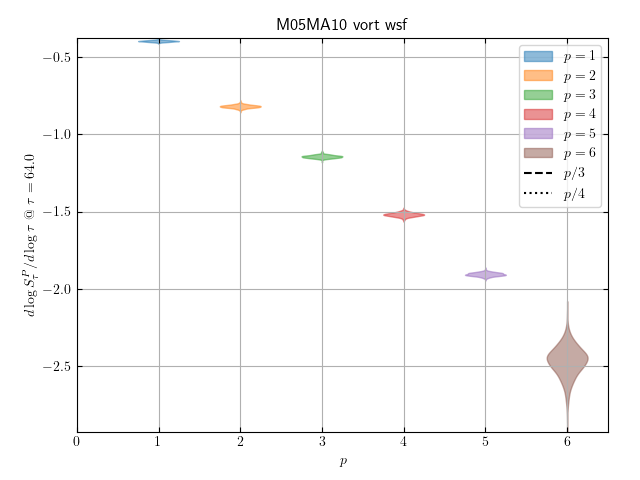 M05MA10 vort wsf
d log S_τ^P / d log τ @ τ = 64.0
−0.5
−1.0
−1.5
−2.0
−2.5
0 1 2 3 4 5 6
p
p = 1
p = 2
p = 3
p = 4
p = 5
p = 6
p/3
p/4